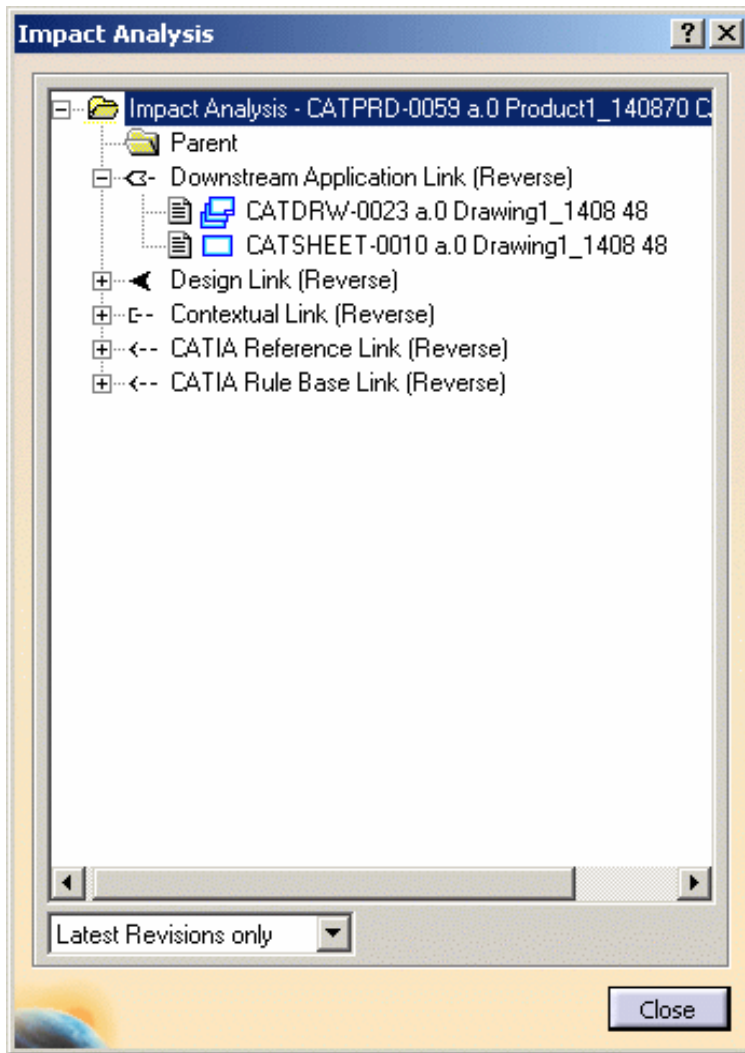 Impact Analysis
Impact Analysis - CATPRD-0059 a.0 Product1_140870 C
Parent
Downstream Application Link (Reverse)
CATDRW-0023 a.0 Drawing1_1408 48
CATSHEET-0010 a.0 Drawing1_1408 48
Design Link (Reverse)
Contextual Link (Reverse)
CATIA Reference Link (Reverse)
CATIA Rule Base Link (Reverse)
Latest Revisions only
Close